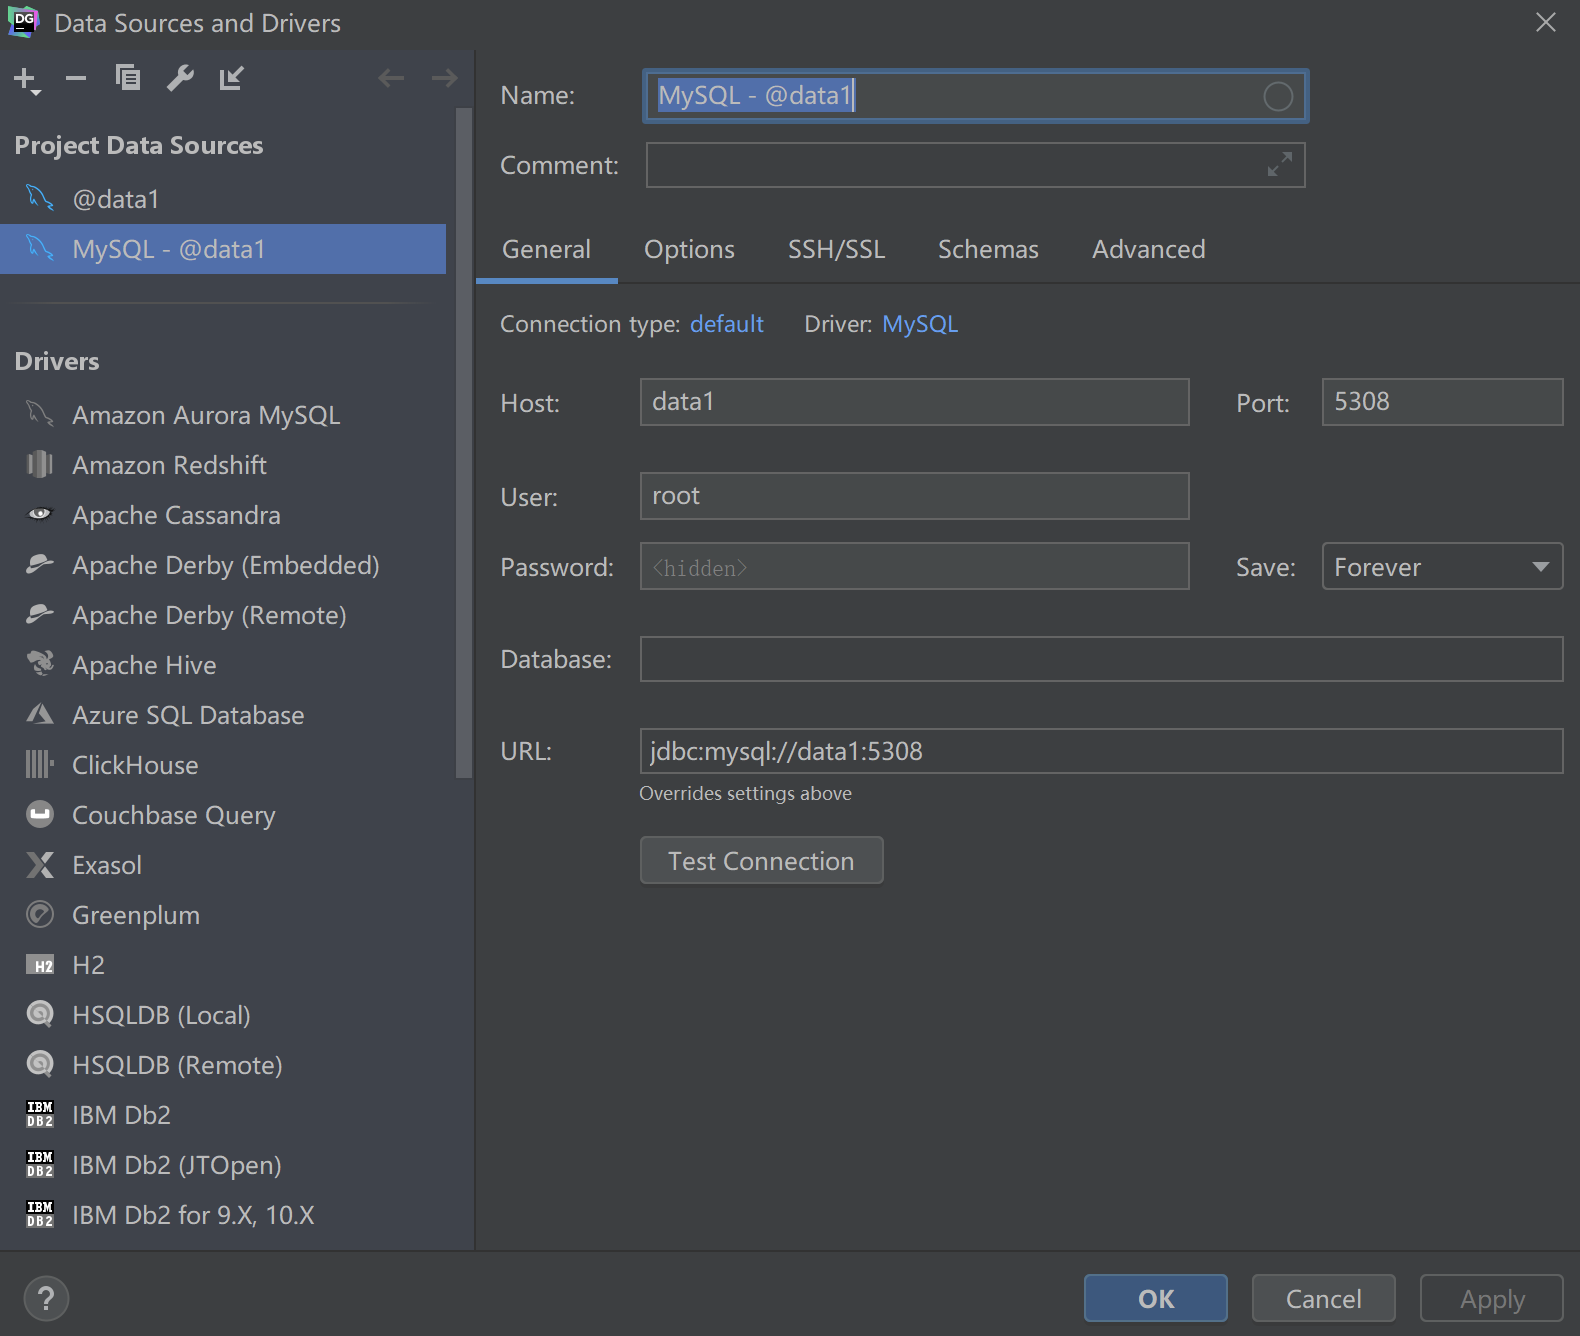 DG
Data Sources and Drivers
Project Data Sources
@data1
MySQL - @data1
Drivers
Amazon Aurora MySQL
Amazon Redshift
Apache Cassandra
Apache Derby (Embedded)
Apache Derby (Remote)
Apache Hive
Azure SQL Database
ClickHouse
Couchbase Query
Exasol
Greenplum
H2 H2
HSQLDB (Local)
HSQLDB (Remote)
IBM DB2 IBM Db2
IBM DB2 IBM Db2 (JTOpen)
IBM DB2 IBM Db2 for 9.X, 10.X
Name: MySQL - @data1
Comment:
General Options SSH/SSL Schemas Advanced
Connection type: default Driver: MySQL
Host: data1 Port: 5308
User: root
Password: <hidden> Save: Forever
Database:
URL: jdbc:mysql://data1:5308
Overrides settings above
Test Connection
? OK Cancel Apply